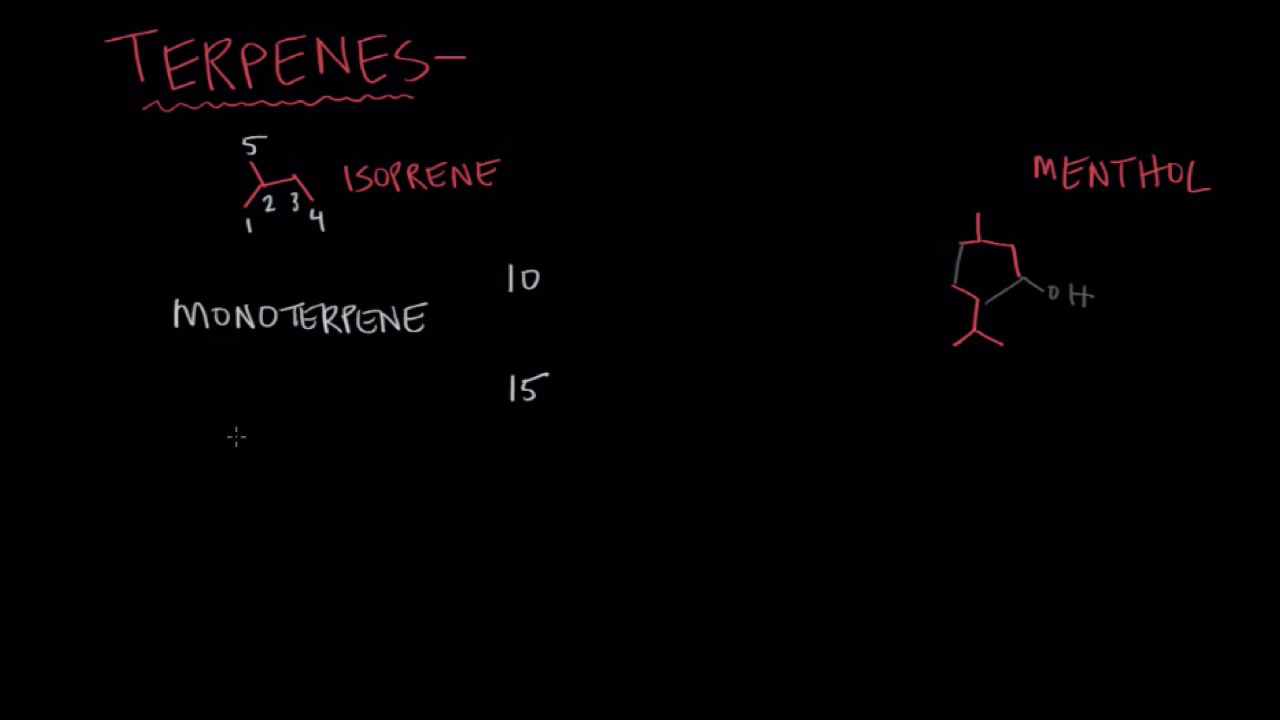 TERPENES—
5
ISOPRENE
1 2 3 4
MENTHOL
10
OH
MONOTERPENE
15